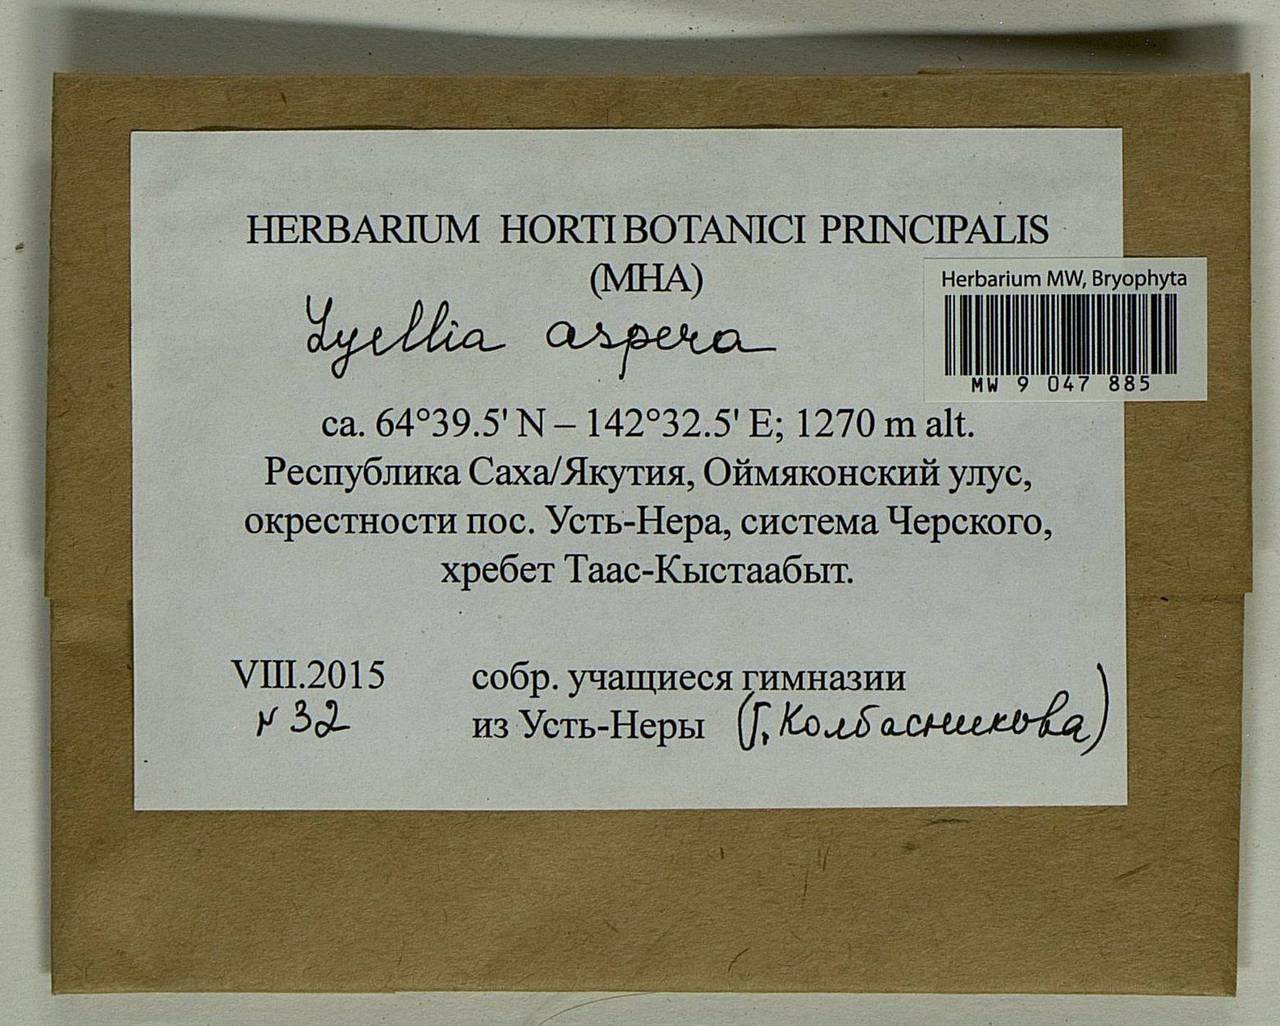 HERBARIUM HORTI BOTANICI PRINCIPALIS
(MHA)
Herbarium MW, Bryophyta
MW 9 047 885
Lyellia aspera
ca. 64°39.5' N – 142°32.5' E; 1270 m alt.
Республика Саха/Якутия, Оймяконский улус,
окрестности пос. Усть-Нера, система Черского,
хребет Таас-Кыстаабыт.
VIII.2015 собр. учащиеся гимназии
N 32 из Усть-Неры (Г. Колбасникова)